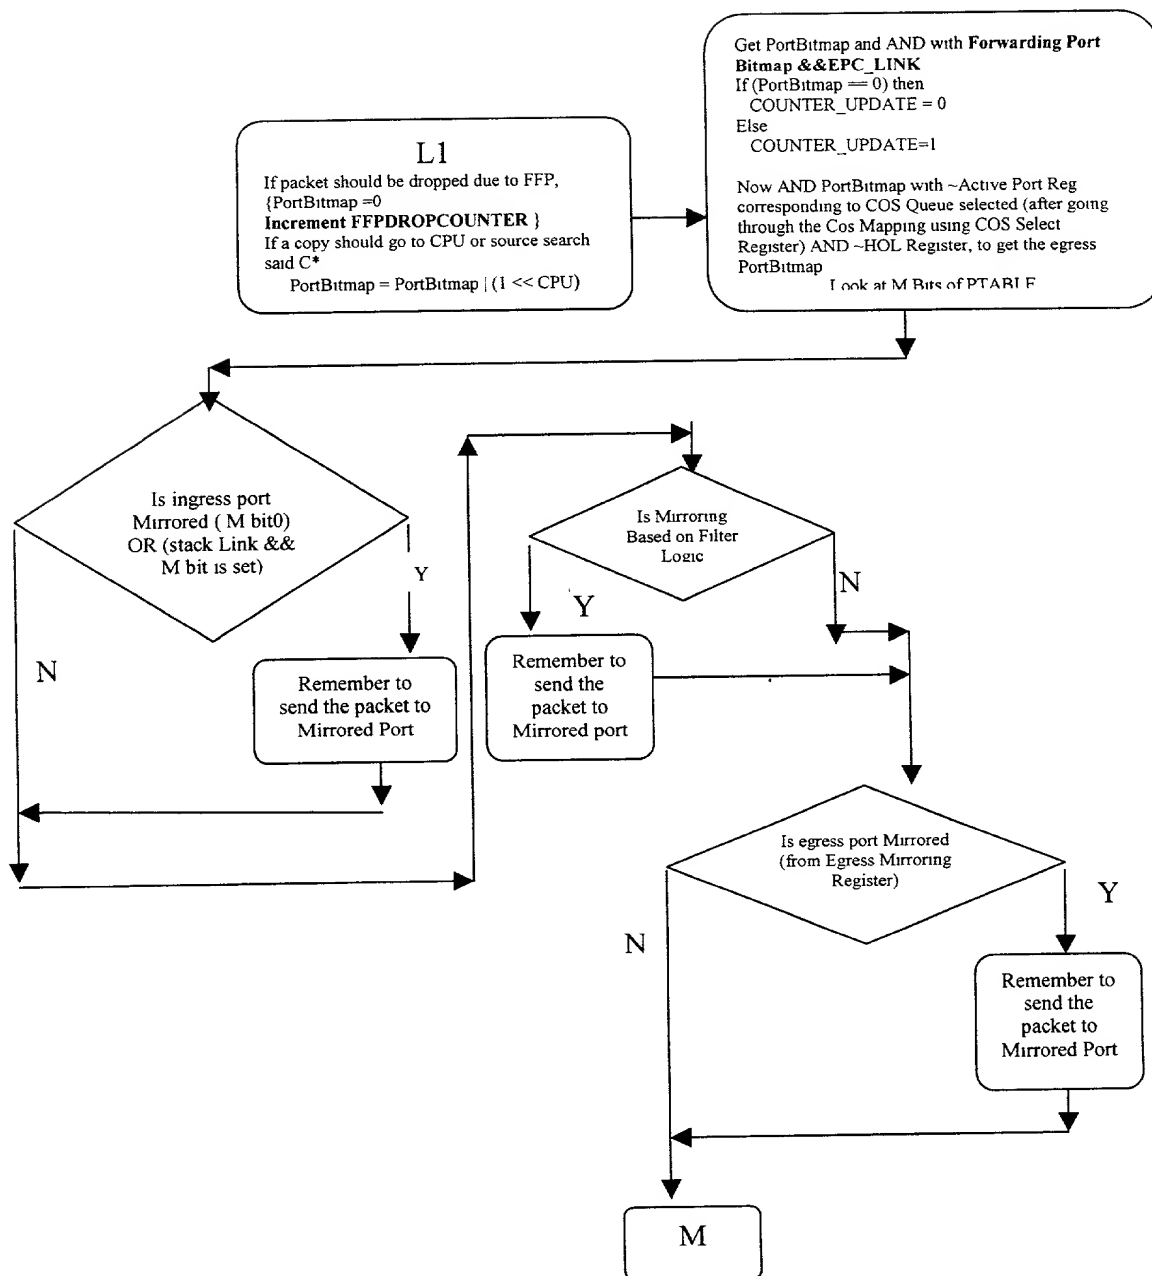 Get PortBitmap and AND with Forwarding Port
Bitmap &&EPC_LINK
If (PortBitmap == 0) then
COUNTER_UPDATE = 0
Else
COUNTER_UPDATE=1
Now AND PortBitmap with ~Active Port Reg
corresponding to COS Queue selected (after going
through the Cos Mapping using COS Select
Register) AND ~HOL Register, to get the egress
PortBitmap
Look at M Bits of PTABLE
L1
If packet should be dropped due to FFP,
{PortBitmap =0
Increment FFPDROPCOUNTER }
If a copy should go to CPU or source search
said C*
PortBitmap = PortBitmap | (1 << CPU)
Is ingress port
Mirrored ( M bit0)
OR (stack Link &&
M bit is set)
Y
N
Remember to
send the packet to
Mirrored Port
Is Mirroring
Based on Filter
Logic
Y
N
Remember to
send the
packet to
Mirrored port
Is egress port Mirrored
(from Egress Mirroring
Register)
Y
N
Remember to
send the
packet to
Mirrored Port
M